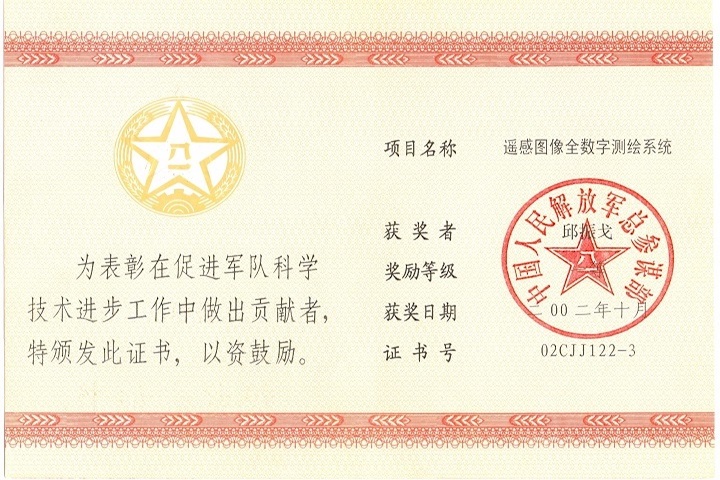 八一
为表彰在促进军队科学
技术进步工作中做出贡献者，
特颁发此证书，以资鼓励。
项目名称 遥感图像全数字测绘系统
获奖者 邱振戈
奖励等级
获奖日期 二00二年十月
证书号 02CJJ122-3
中国人民解放军总参谋部
八一